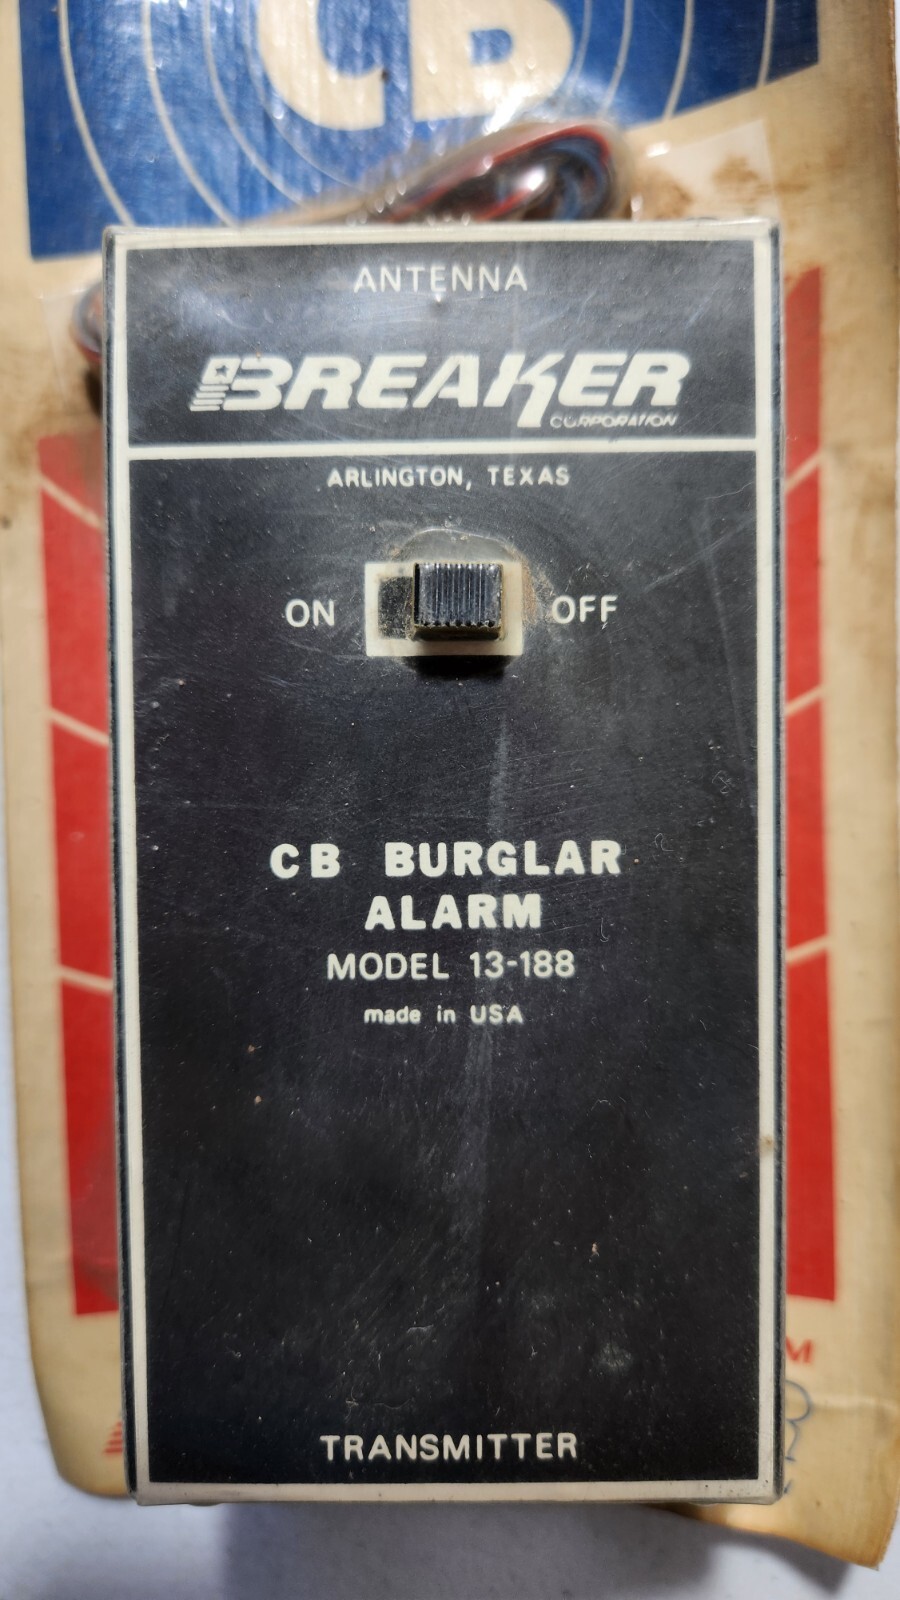 CB
ANTENNA
BREAKER
CORPORATION
ARLINGTON, TEXAS
ON OFF
CB BURGLAR
ALARM
MODEL 13-188
made in USA
TRANSMITTER